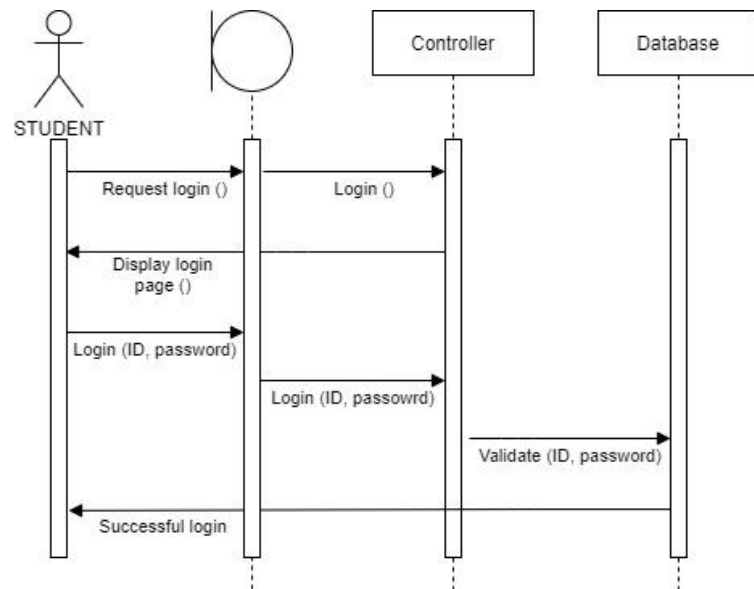 Controller
Database
STUDENT
Request login ()
Login ()
Display login
page ()
Login (ID, password)
Login (ID, passowrd)
Validate (ID, password)
Successful login